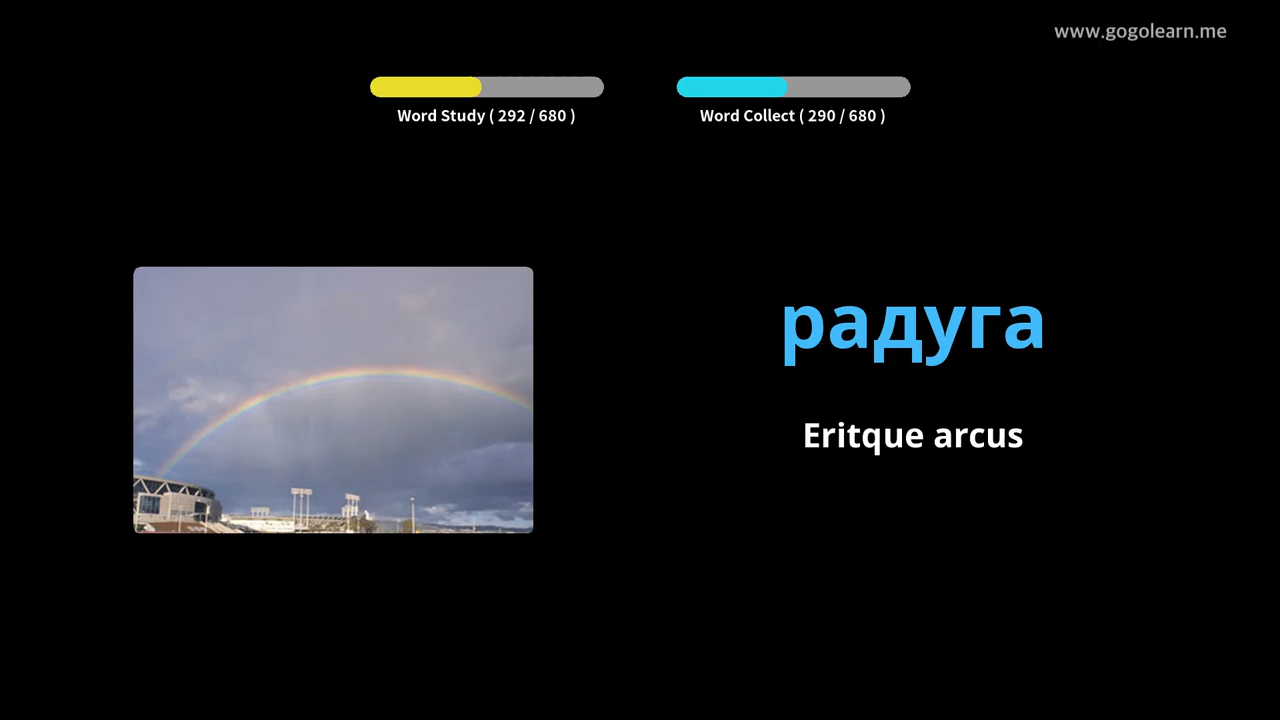 www.gogolearn.me
Word Study ( 292 / 680 )
Word Collect ( 290 / 680 )
радуга
Eritque arcus